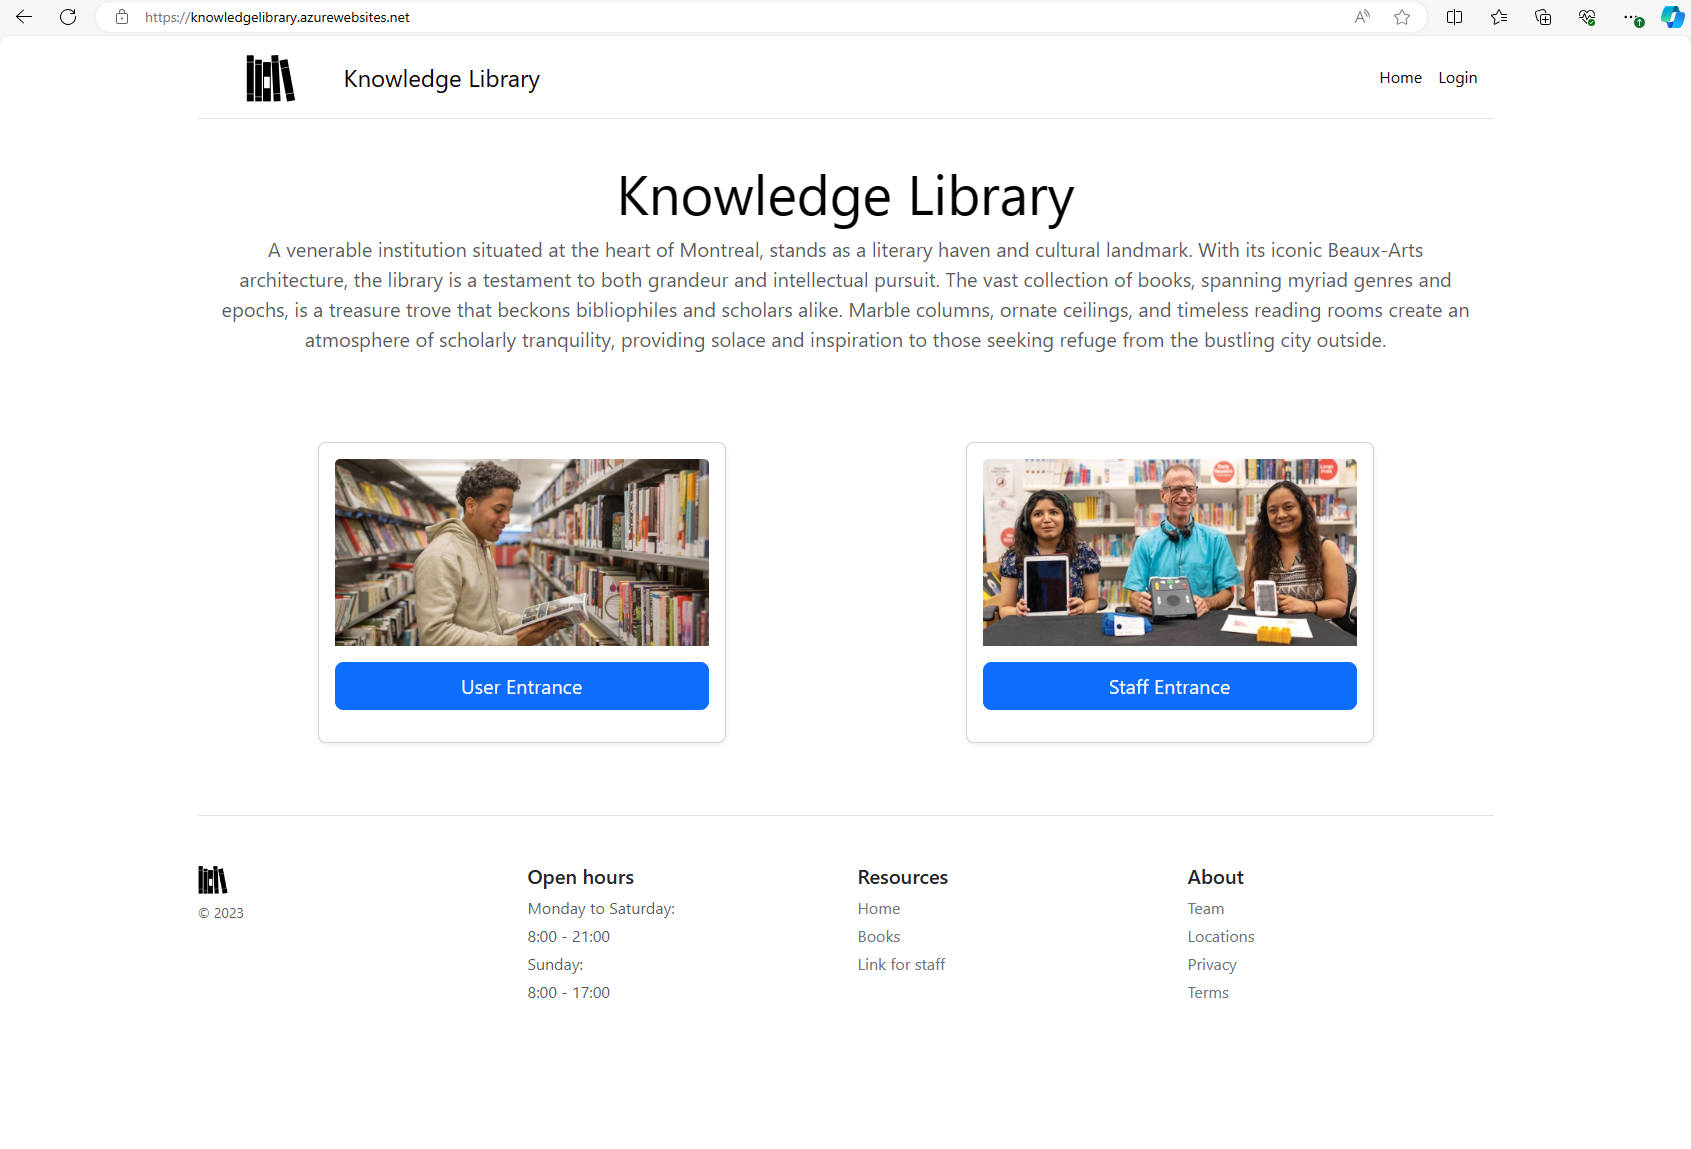 https://knowledgelibrary.azurewebsites.net
Knowledge Library
Home
Login
Knowledge Library
A venerable institution situated at the heart of Montreal, stands as a literary haven and cultural landmark. With its iconic Beaux-Arts
architecture, the library is a testament to both grandeur and intellectual pursuit. The vast collection of books, spanning myriad genres and
epochs, is a treasure trove that beckons bibliophiles and scholars alike. Marble columns, ornate ceilings, and timeless reading rooms create an
atmosphere of scholarly tranquility, providing solace and inspiration to those seeking refuge from the bustling city outside.
Early
Large
Print
User Entrance
Staff Entrance
© 2023
Open hours
Monday to Saturday:
8:00 - 21:00
Sunday:
8:00 - 17:00
Resources
Home
Books
Link for staff
About
Team
Locations
Privacy
Terms